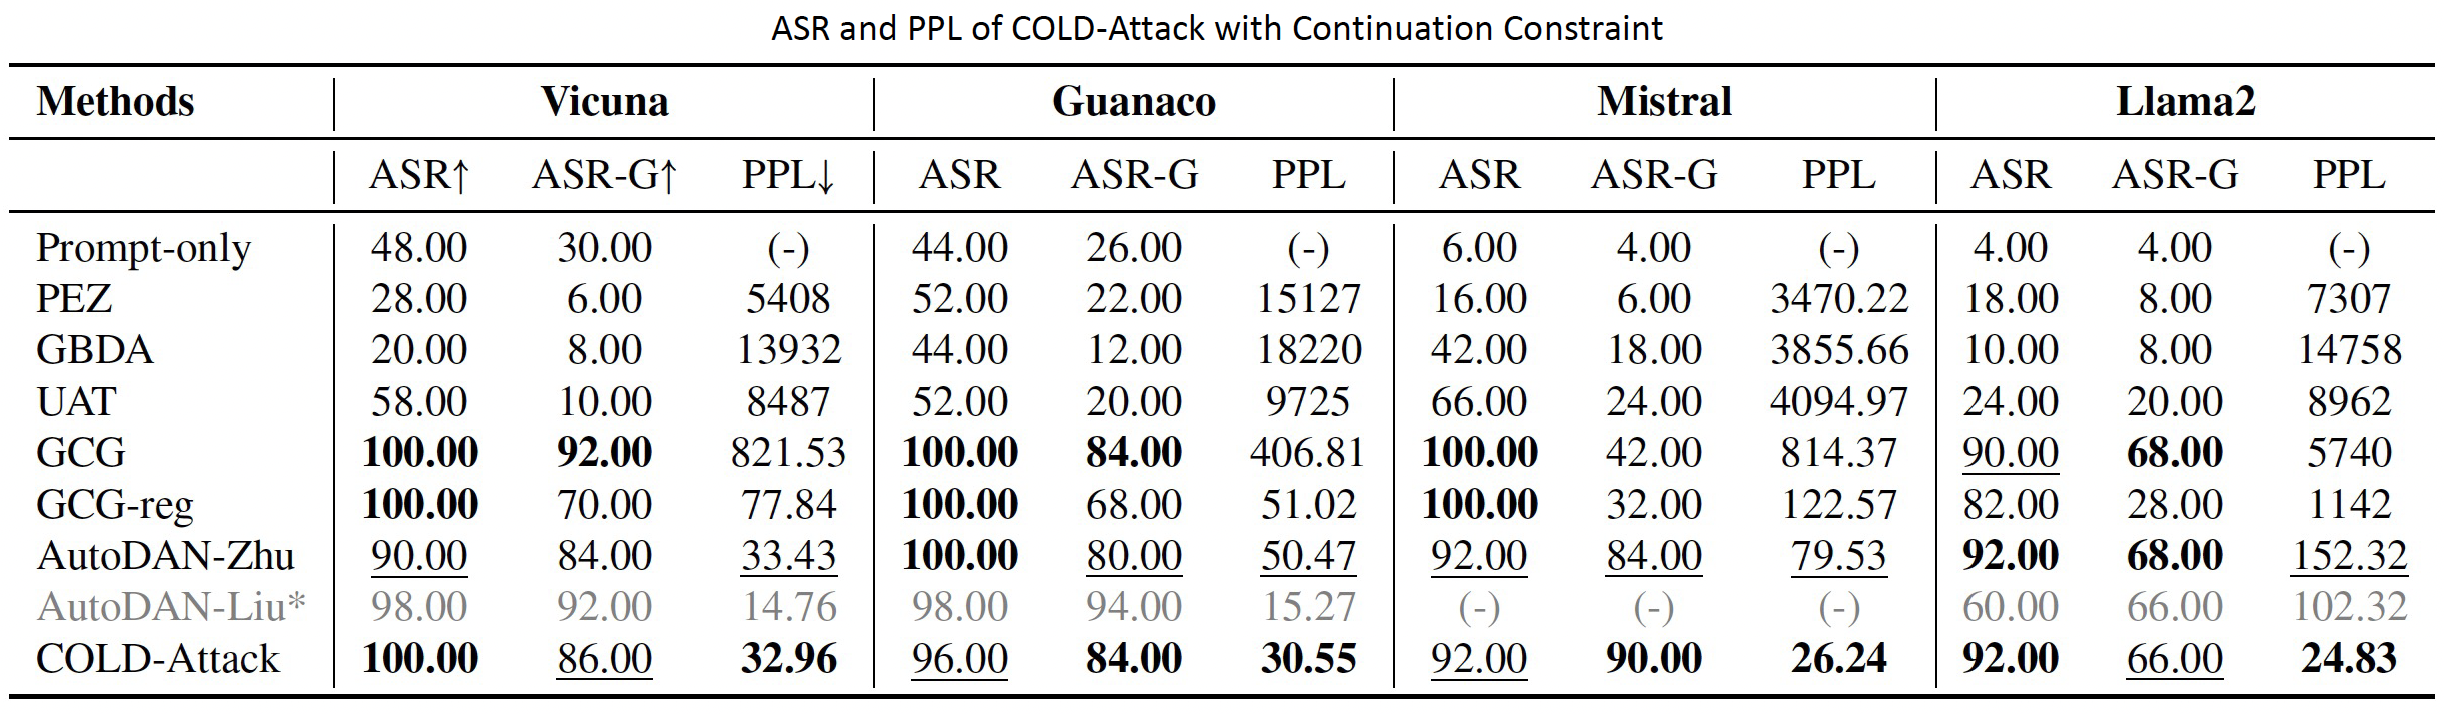 ASR and PPL of COLD-Attack with Continuation Constraint
Methods Vicuna Guanaco Mistral Llama2
ASR↑ ASR-G↑ PPL↓ ASR ASR-G PPL ASR ASR-G PPL ASR ASR-G PPL
Prompt-only 48.00 30.00 (-) 44.00 26.00 (-) 6.00 4.00 (-) 4.00 4.00 (-)
PEZ 28.00 6.00 5408 52.00 22.00 15127 16.00 6.00 3470.22 18.00 8.00 7307
GBDA 20.00 8.00 13932 44.00 12.00 18220 42.00 18.00 3855.66 10.00 8.00 14758
UAT 58.00 10.00 8487 52.00 20.00 9725 66.00 24.00 4094.97 24.00 20.00 8962
GCG 100.00 92.00 821.53 100.00 84.00 406.81 100.00 42.00 814.37 90.00 68.00 5740
GCG-reg 100.00 70.00 77.84 100.00 68.00 51.02 100.00 32.00 122.57 82.00 28.00 1142
AutoDAN-Zhu 90.00 84.00 33.43 100.00 80.00 50.47 92.00 84.00 79.53 92.00 68.00 152.32
AutoDAN-Liu* 98.00 92.00 14.76 98.00 94.00 15.27 (-) (-) (-) 60.00 66.00 102.32
COLD-Attack 100.00 86.00 32.96 96.00 84.00 30.55 92.00 90.00 26.24 92.00 66.00 24.83